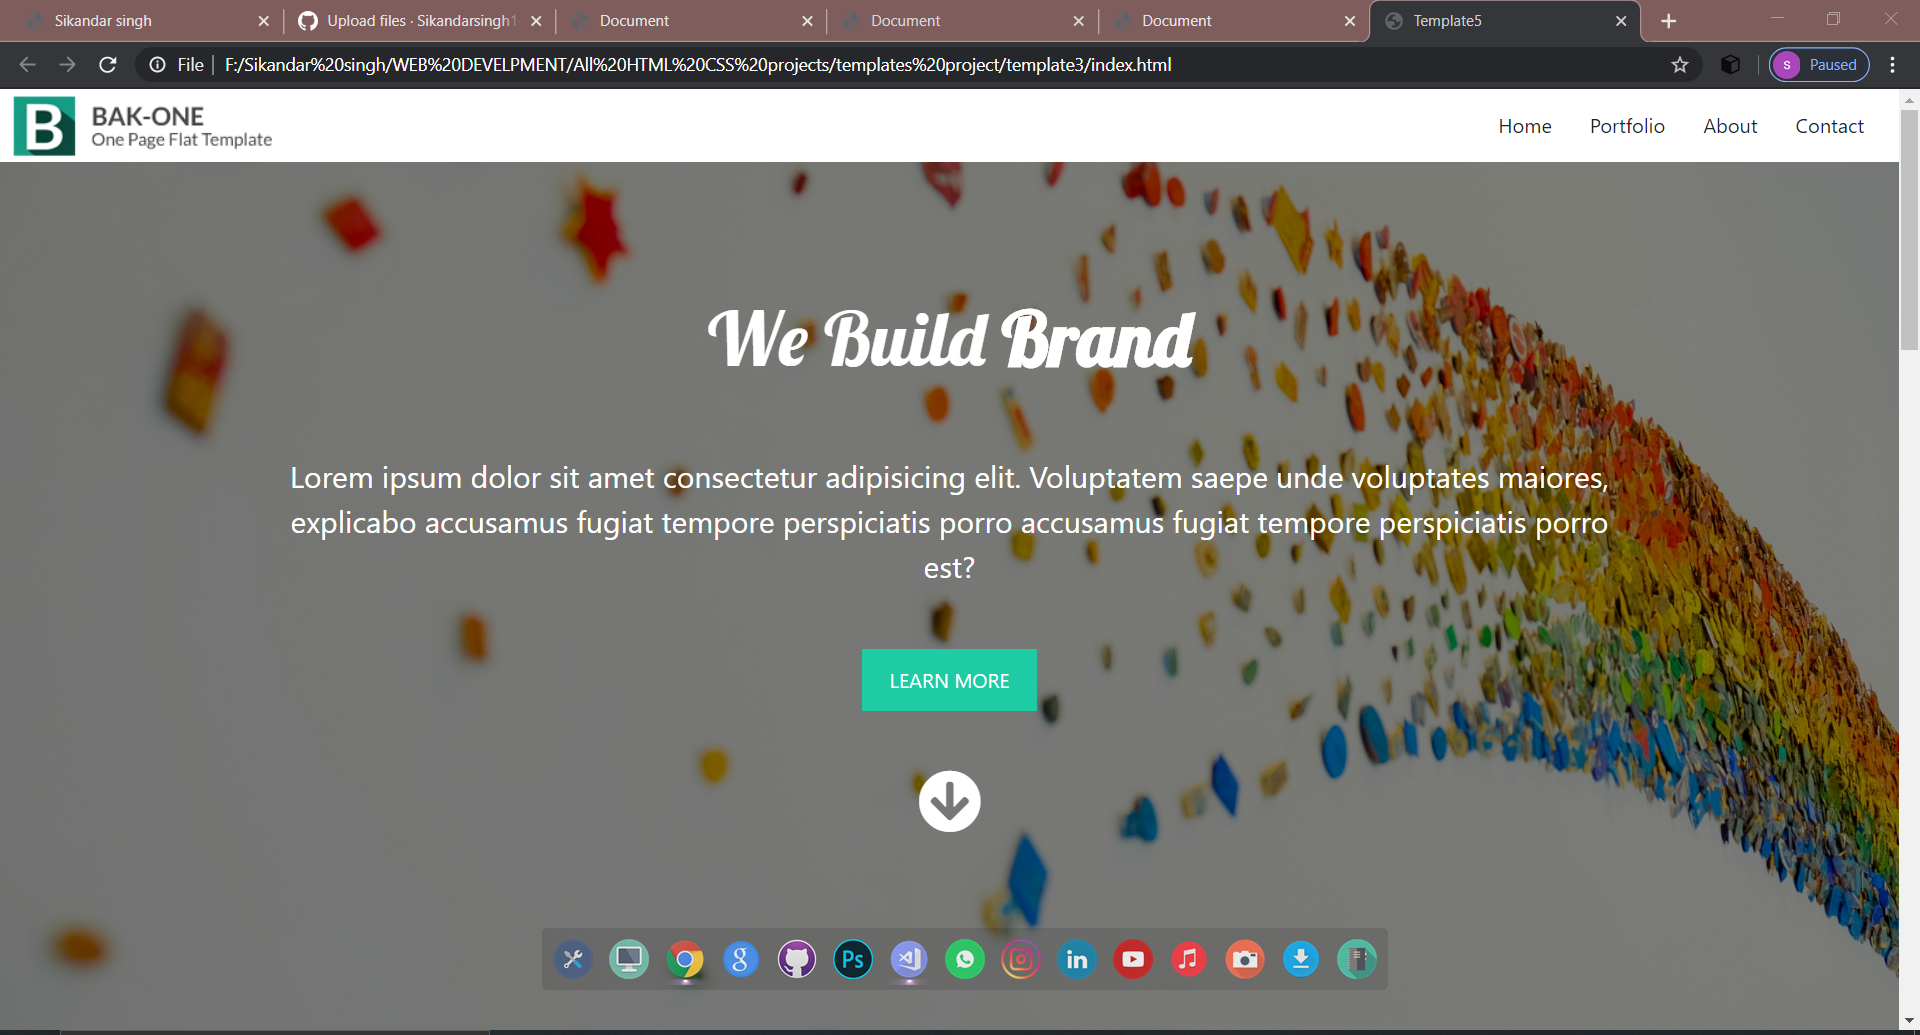 Sikandar singh
Upload files · Sikandarsingh1
Document
Document
Document
Template5
File
F:/Sikandar%20singh/WEB%20DEVELPMENT/All%20HTML%20CSS%20projects/templates%20project/template3/index.html
S
Paused
B
BAK-ONE
One Page Flat Template
Home
Portfolio
About
Contact
We Build Brand
Lorem ipsum dolor sit amet consectetur adipisicing elit. Voluptatem saepe unde voluptates maiores,
explicabo accusamus fugiat tempore perspiciatis porro accusamus fugiat tempore perspiciatis porro
est?
LEARN MORE
g
Ps
in